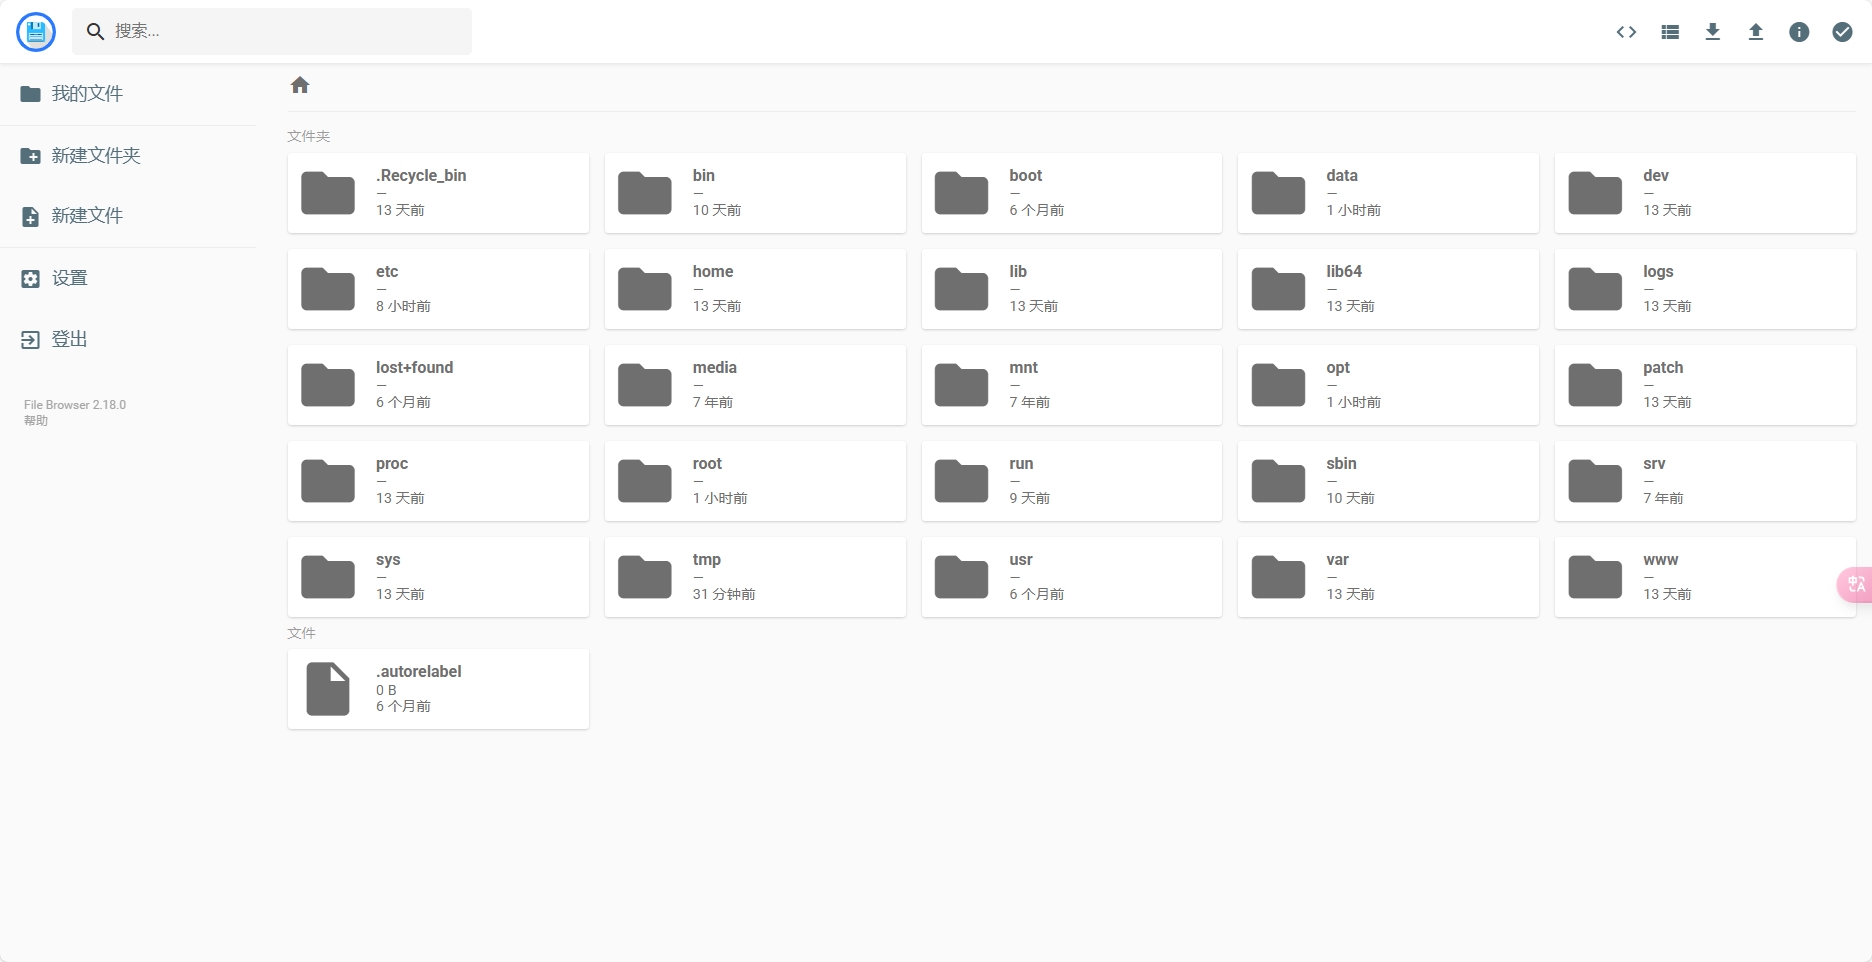 搜索...
我的文件
新建文件夹
新建文件
设置
登出
File Browser 2.18.0
帮助
文件夹
.Recycle_bin
—
13 天前
bin
—
10 天前
boot
—
6 个月前
data
—
1 小时前
dev
—
13 天前
etc
—
8 小时前
home
—
13 天前
lib
—
13 天前
lib64
—
13 天前
logs
—
13 天前
lost+found
—
6 个月前
media
—
7 年前
mnt
—
7 年前
opt
—
1 小时前
patch
—
13 天前
proc
—
13 天前
root
—
1 小时前
run
—
9 天前
sbin
—
10 天前
srv
—
7 年前
sys
—
13 天前
tmp
—
31 分钟前
usr
—
6 个月前
var
—
13 天前
www
—
13 天前
文件
.autorelabel
0 B
6 个月前